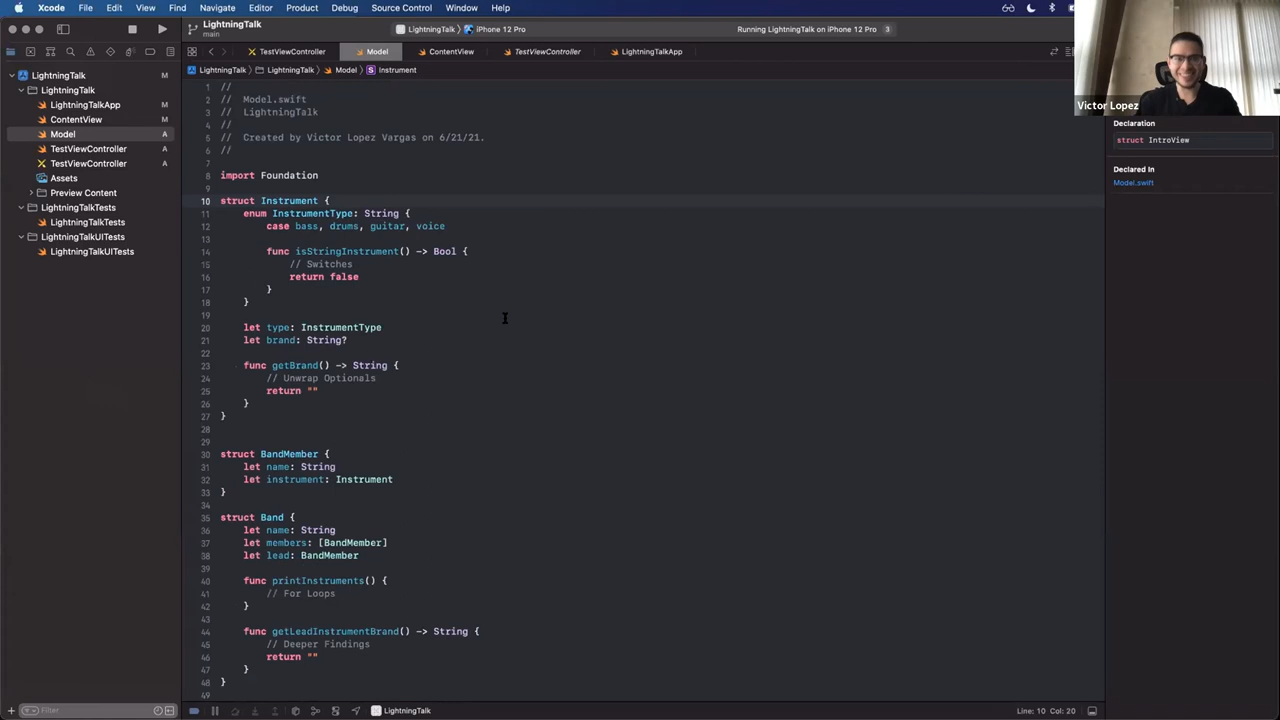 Xcode File Edit View Find Navigate Editor Product Debug Source Control Window Help
LightningTalk
main
LightningTalk iPhone 12 Pro
Running LightningTalk on iPhone 12 Pro 3
TestViewController Model ContentView TestViewController LightningTalkApp
LightningTalk LightningTalk Model S Instrument
LightningTalk M
LightningTalk
LightningTalkApp M
ContentView M
Model A
TestViewController A
TestViewController A
Assets
Preview Content
LightningTalkTests
LightningTalkTests
LightningTalkUITests
LightningTalkUITests
Filter
1 //
2 // Model.swift
3 // LightningTalk
4 //
5 // Created by Victor Lopez Vargas on 6/21/21.
6 //
7
8 import Foundation
9
10 struct Instrument {
11 enum InstrumentType: String {
12 case bass, drums, guitar, voice
13
14 func isStringInstrument() -> Bool {
15 // Switches
16 return false
17 }
18 }
19
20 let type: InstrumentType
21 let brand: String?
22
23 func getBrand() -> String {
24 // Unwrap Optionals
25 return ""
26 }
27 }
28
29
30 struct BandMember {
31 let name: String
32 let instrument: Instrument
33 }
34
35 struct Band {
36 let name: String
37 let members: [BandMember]
38 let lead: BandMember
39
40 func printInstruments() {
41 // For Loops
42 }
43
44 func getLeadInstrumentBrand() -> String {
45 // Deeper Findings
46 return ""
47 }
48 }
49
LightningTalk
Line: 10 Col: 20
Victor Lopez
Declaration
struct IntroView
Declared In
Model.swift